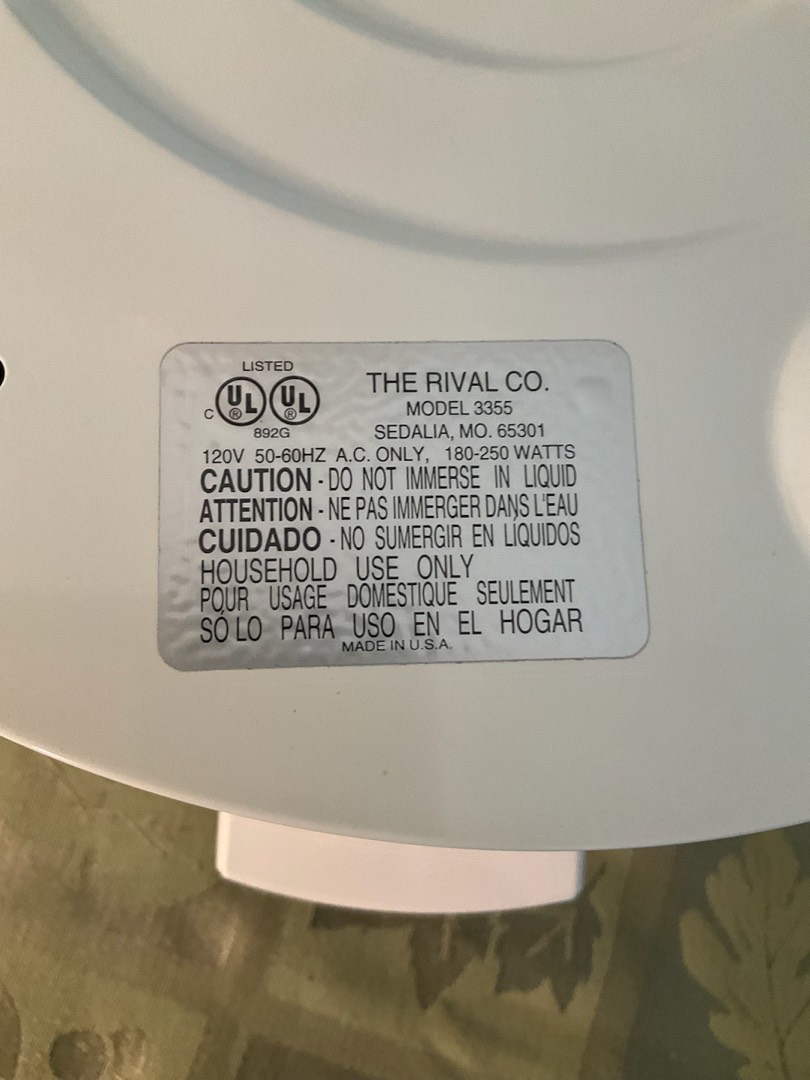 LISTED
C UL® UL®
892G
THE RIVAL CO.
MODEL 3355
SEDALIA, MO. 65301
120V 50-60HZ A.C. ONLY, 180-250 WATTS
CAUTION - DO NOT IMMERSE IN LIQUID
ATTENTION - NE PAS IMMERGER DANS L'EAU
CUIDADO - NO SUMERGIR EN LÍQUIDOS
HOUSEHOLD USE ONLY
POUR USAGE DOMESTIQUE SEULEMENT
SÓLO PARA USO EN EL HOGAR
MADE IN U.S.A.